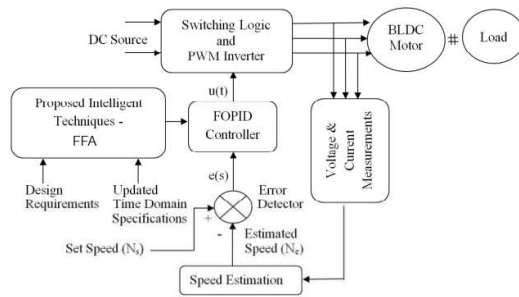 DC Source
Switching Logic
and
PWM Inverter
BLDC
Motor
#
Load
u(t)
Proposed Intelligent
Techniques -
FFA
FOPID
Controller
Voltage &
Current
Measurements
e(s)
Design
Requirements
Updated
Time Domain
Specifications
Error
Detector
+
-
Set Speed (Ns)
Estimated
Speed (Ne)
Speed Estimation